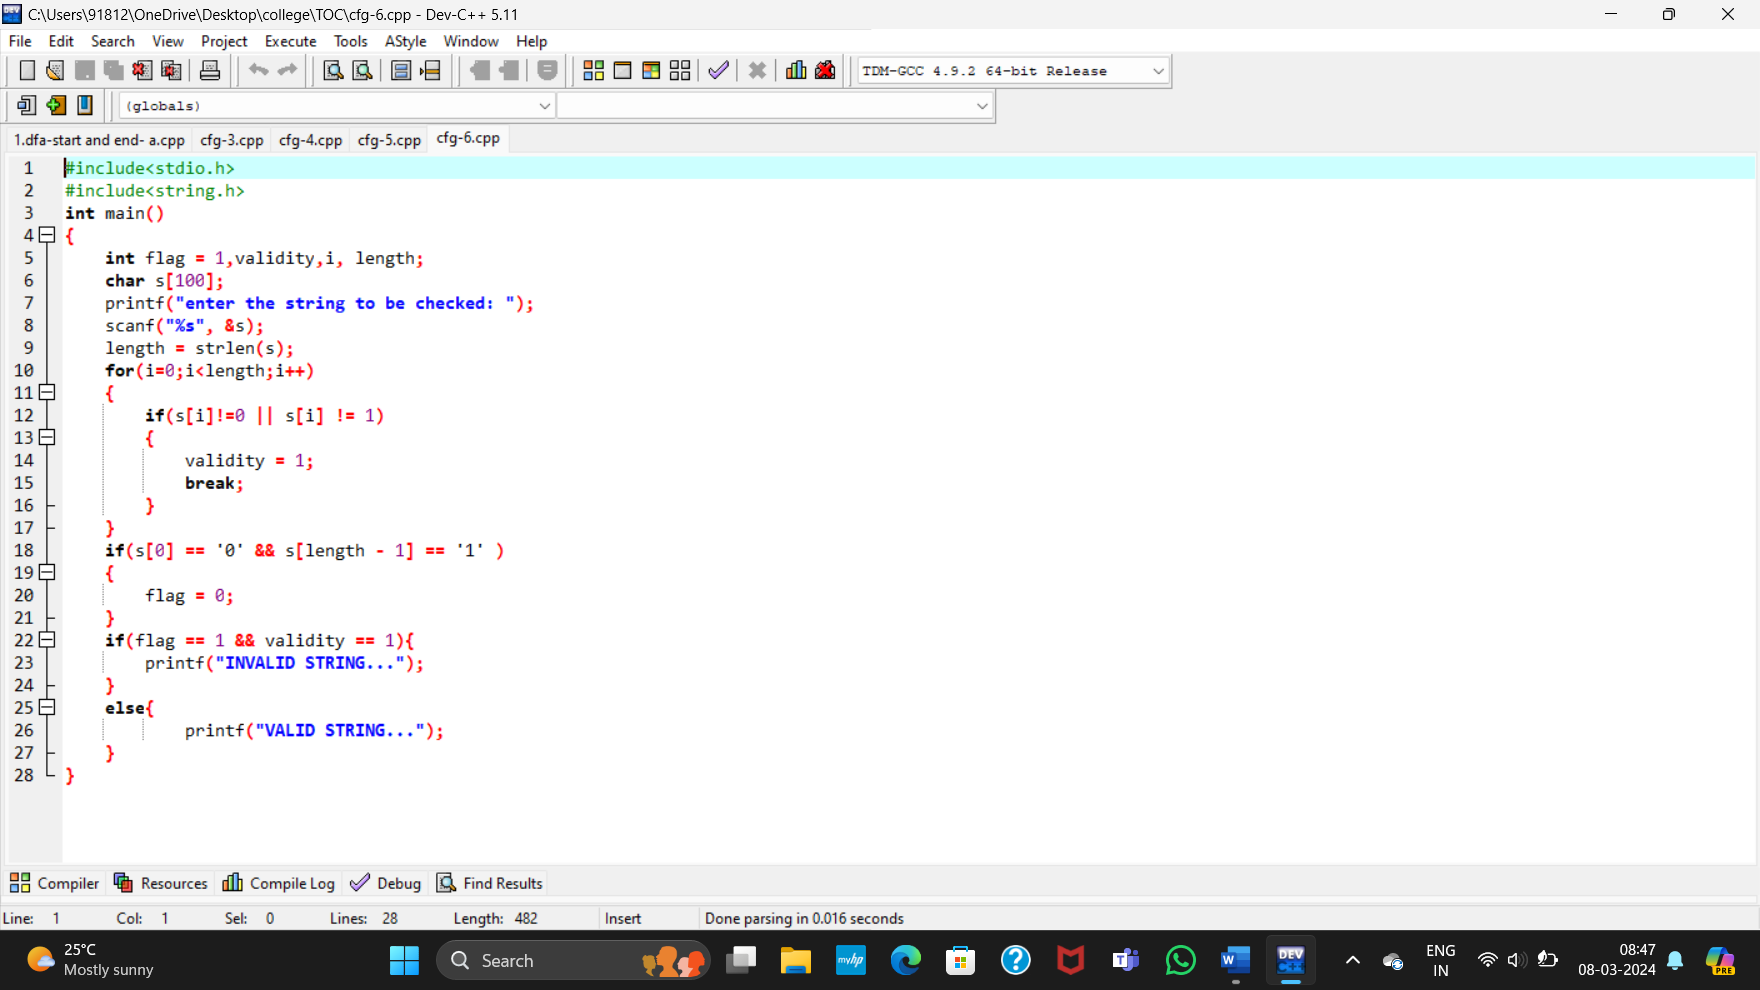 C:\Users\91812\OneDrive\Desktop\college\TOC\cfg-6.cpp - Dev-C++ 5.11
File Edit Search View Project Execute Tools AStyle Window Help
TDM-GCC 4.9.2 64-bit Release
(globals)
1.dfa-start and end- a.cpp cfg-3.cpp cfg-4.cpp cfg-5.cpp cfg-6.cpp
1 #include<stdio.h>
2 #include<string.h>
3 int main()
4 {
5 int flag = 1,validity,i, length;
6 char s[100];
7 printf("enter the string to be checked: ");
8 scanf("%s", &s);
9 length = strlen(s);
10 for(i=0;i<length;i++)
11 {
12 if(s[i]!=0 || s[i] != 1)
13 {
14 validity = 1;
15 break;
16 }
17 }
18 if(s[0] == '0' && s[length - 1] == '1' )
19 {
20 flag = 0;
21 }
22 if(flag == 1 && validity == 1){
23 printf("INVALID STRING...");
24 }
25 else{
26 printf("VALID STRING...");
27 }
28 }
Compiler Resources Compile Log Debug Find Results
Line: 1 Col: 1 Sel: 0 Lines: 28 Length: 482 Insert Done parsing in 0.016 seconds
25°C
Mostly sunny
Search
myhp
DEV
C++
ENG
IN
08:47
08-03-2024
PRE